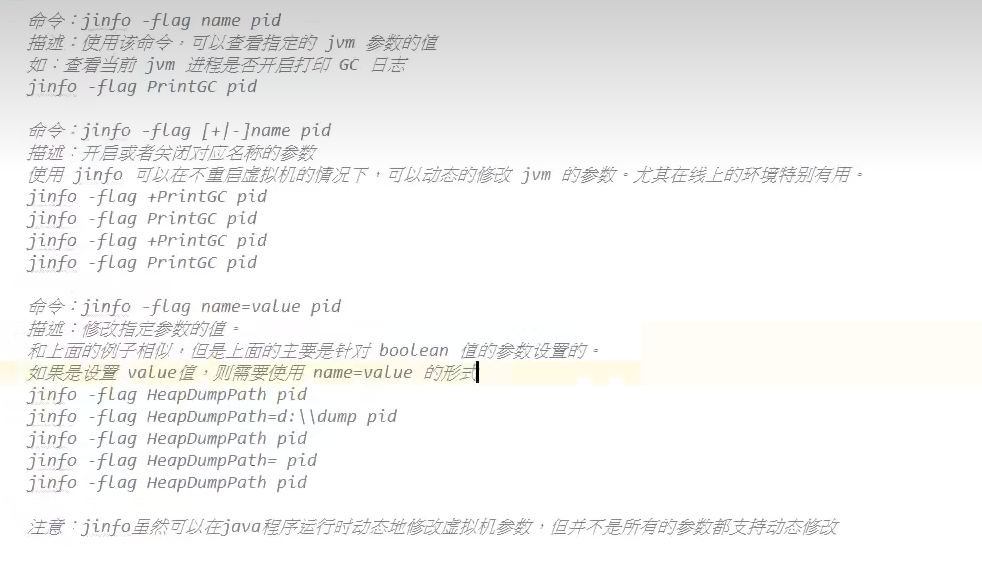 命令：jinfo -flag name pid
描述：使用该命令，可以查看指定的 jvm 参数的值
如：查看当前 jvm 进程是否开启打印 GC 日志
jinfo -flag PrintGC pid
命令：jinfo -flag [+|-]name pid
描述：开启或者关闭对应名称的参数
使用 jinfo 可以在不重启虚拟机的情况下，可以动态的修改 jvm 的参数。尤其在线上的环境特别有用。
jinfo -flag +PrintGC pid
jinfo -flag PrintGC pid
jinfo -flag +PrintGC pid
jinfo -flag PrintGC pid
命令：jinfo -flag name=value pid
描述：修改指定参数的值。
和上面的例子相似，但是上面的主要是针对 boolean 值的参数设置的。
如果是设置 value值，则需要使用 name=value 的形式
jinfo -flag HeapDumpPath pid
jinfo -flag HeapDumpPath=d:\\dump pid
jinfo -flag HeapDumpPath pid
jinfo -flag HeapDumpPath= pid
jinfo -flag HeapDumpPath pid
注意：jinfo虽然可以在java程序运行时动态地修改虚拟机参数，但并不是所有的参数都支持动态修改